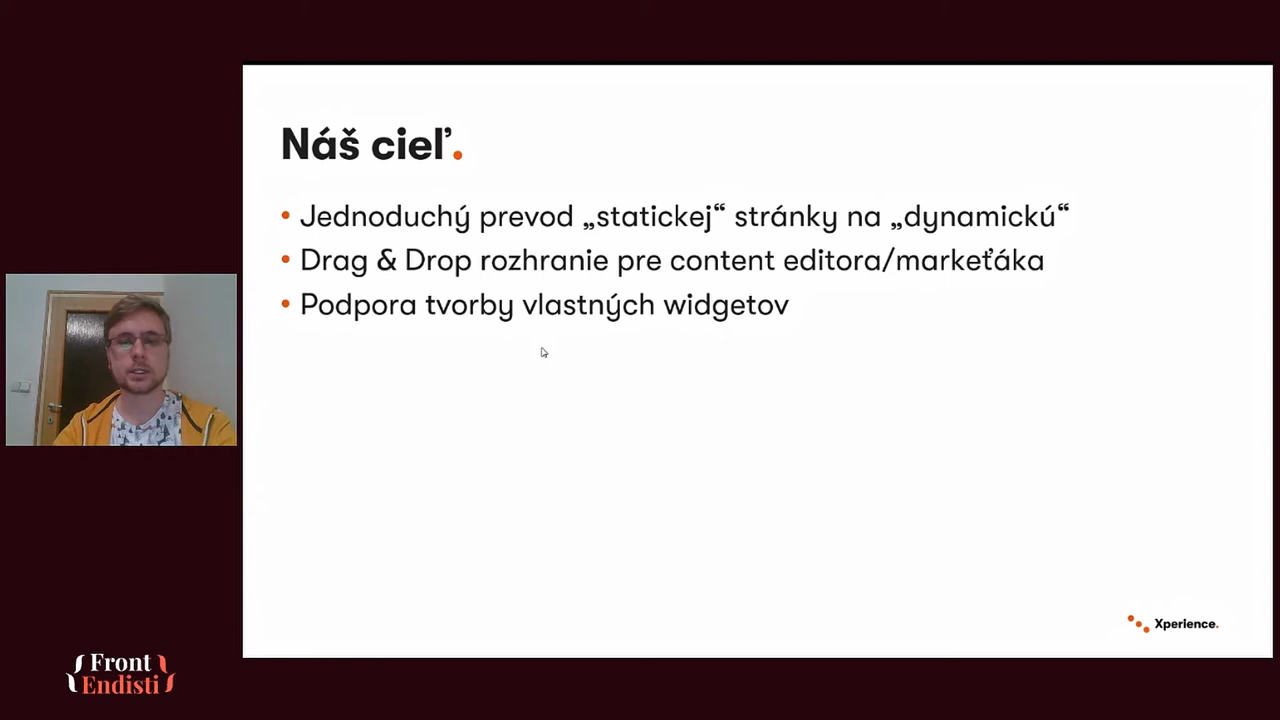 Náš cieľ.
• Jednoduchý prevod „statickej“ stránky na „dynamickú“
• Drag & Drop rozhranie pre content editora/markeťáka
• Podpora tvorby vlastných widgetov
Xperience.
{Front
Endisti}